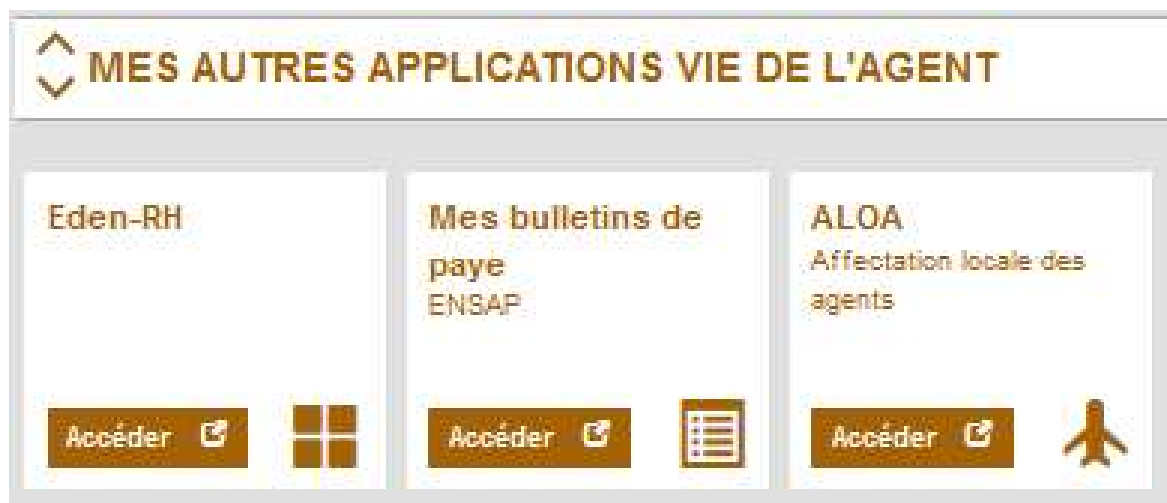 MES AUTRES APPLICATIONS VIE DE L'AGENT
Eden-RH
Accéder
Mes bulletins de
paye
ENSAP
Accéder
ALOA
Affectation locale des
agents
Accéder